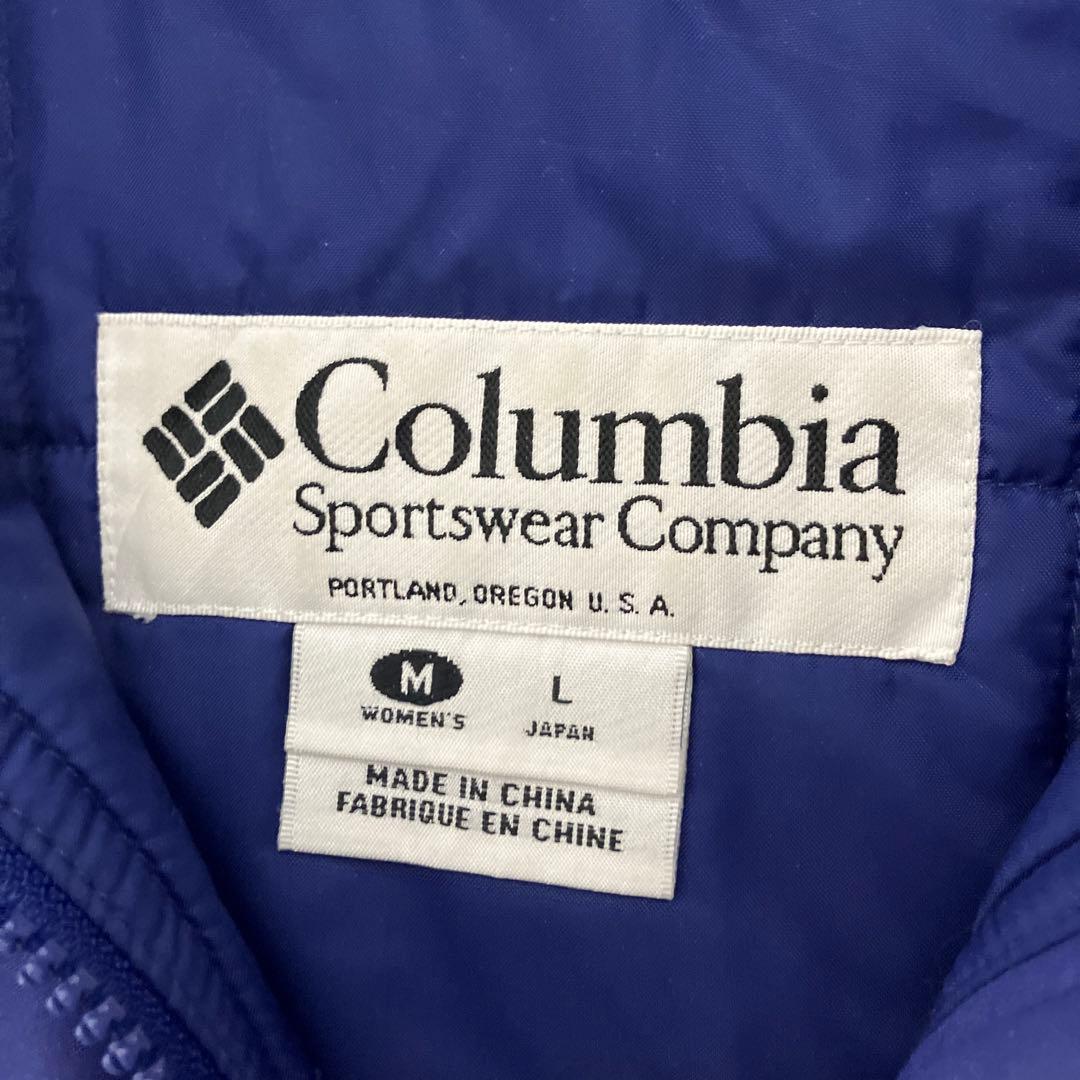 Columbia
Sportswear Company
PORTLAND, OREGON U. S. A.
M L
WOMEN'S JAPAN
MADE IN CHINA
FABRIQUE EN CHINE